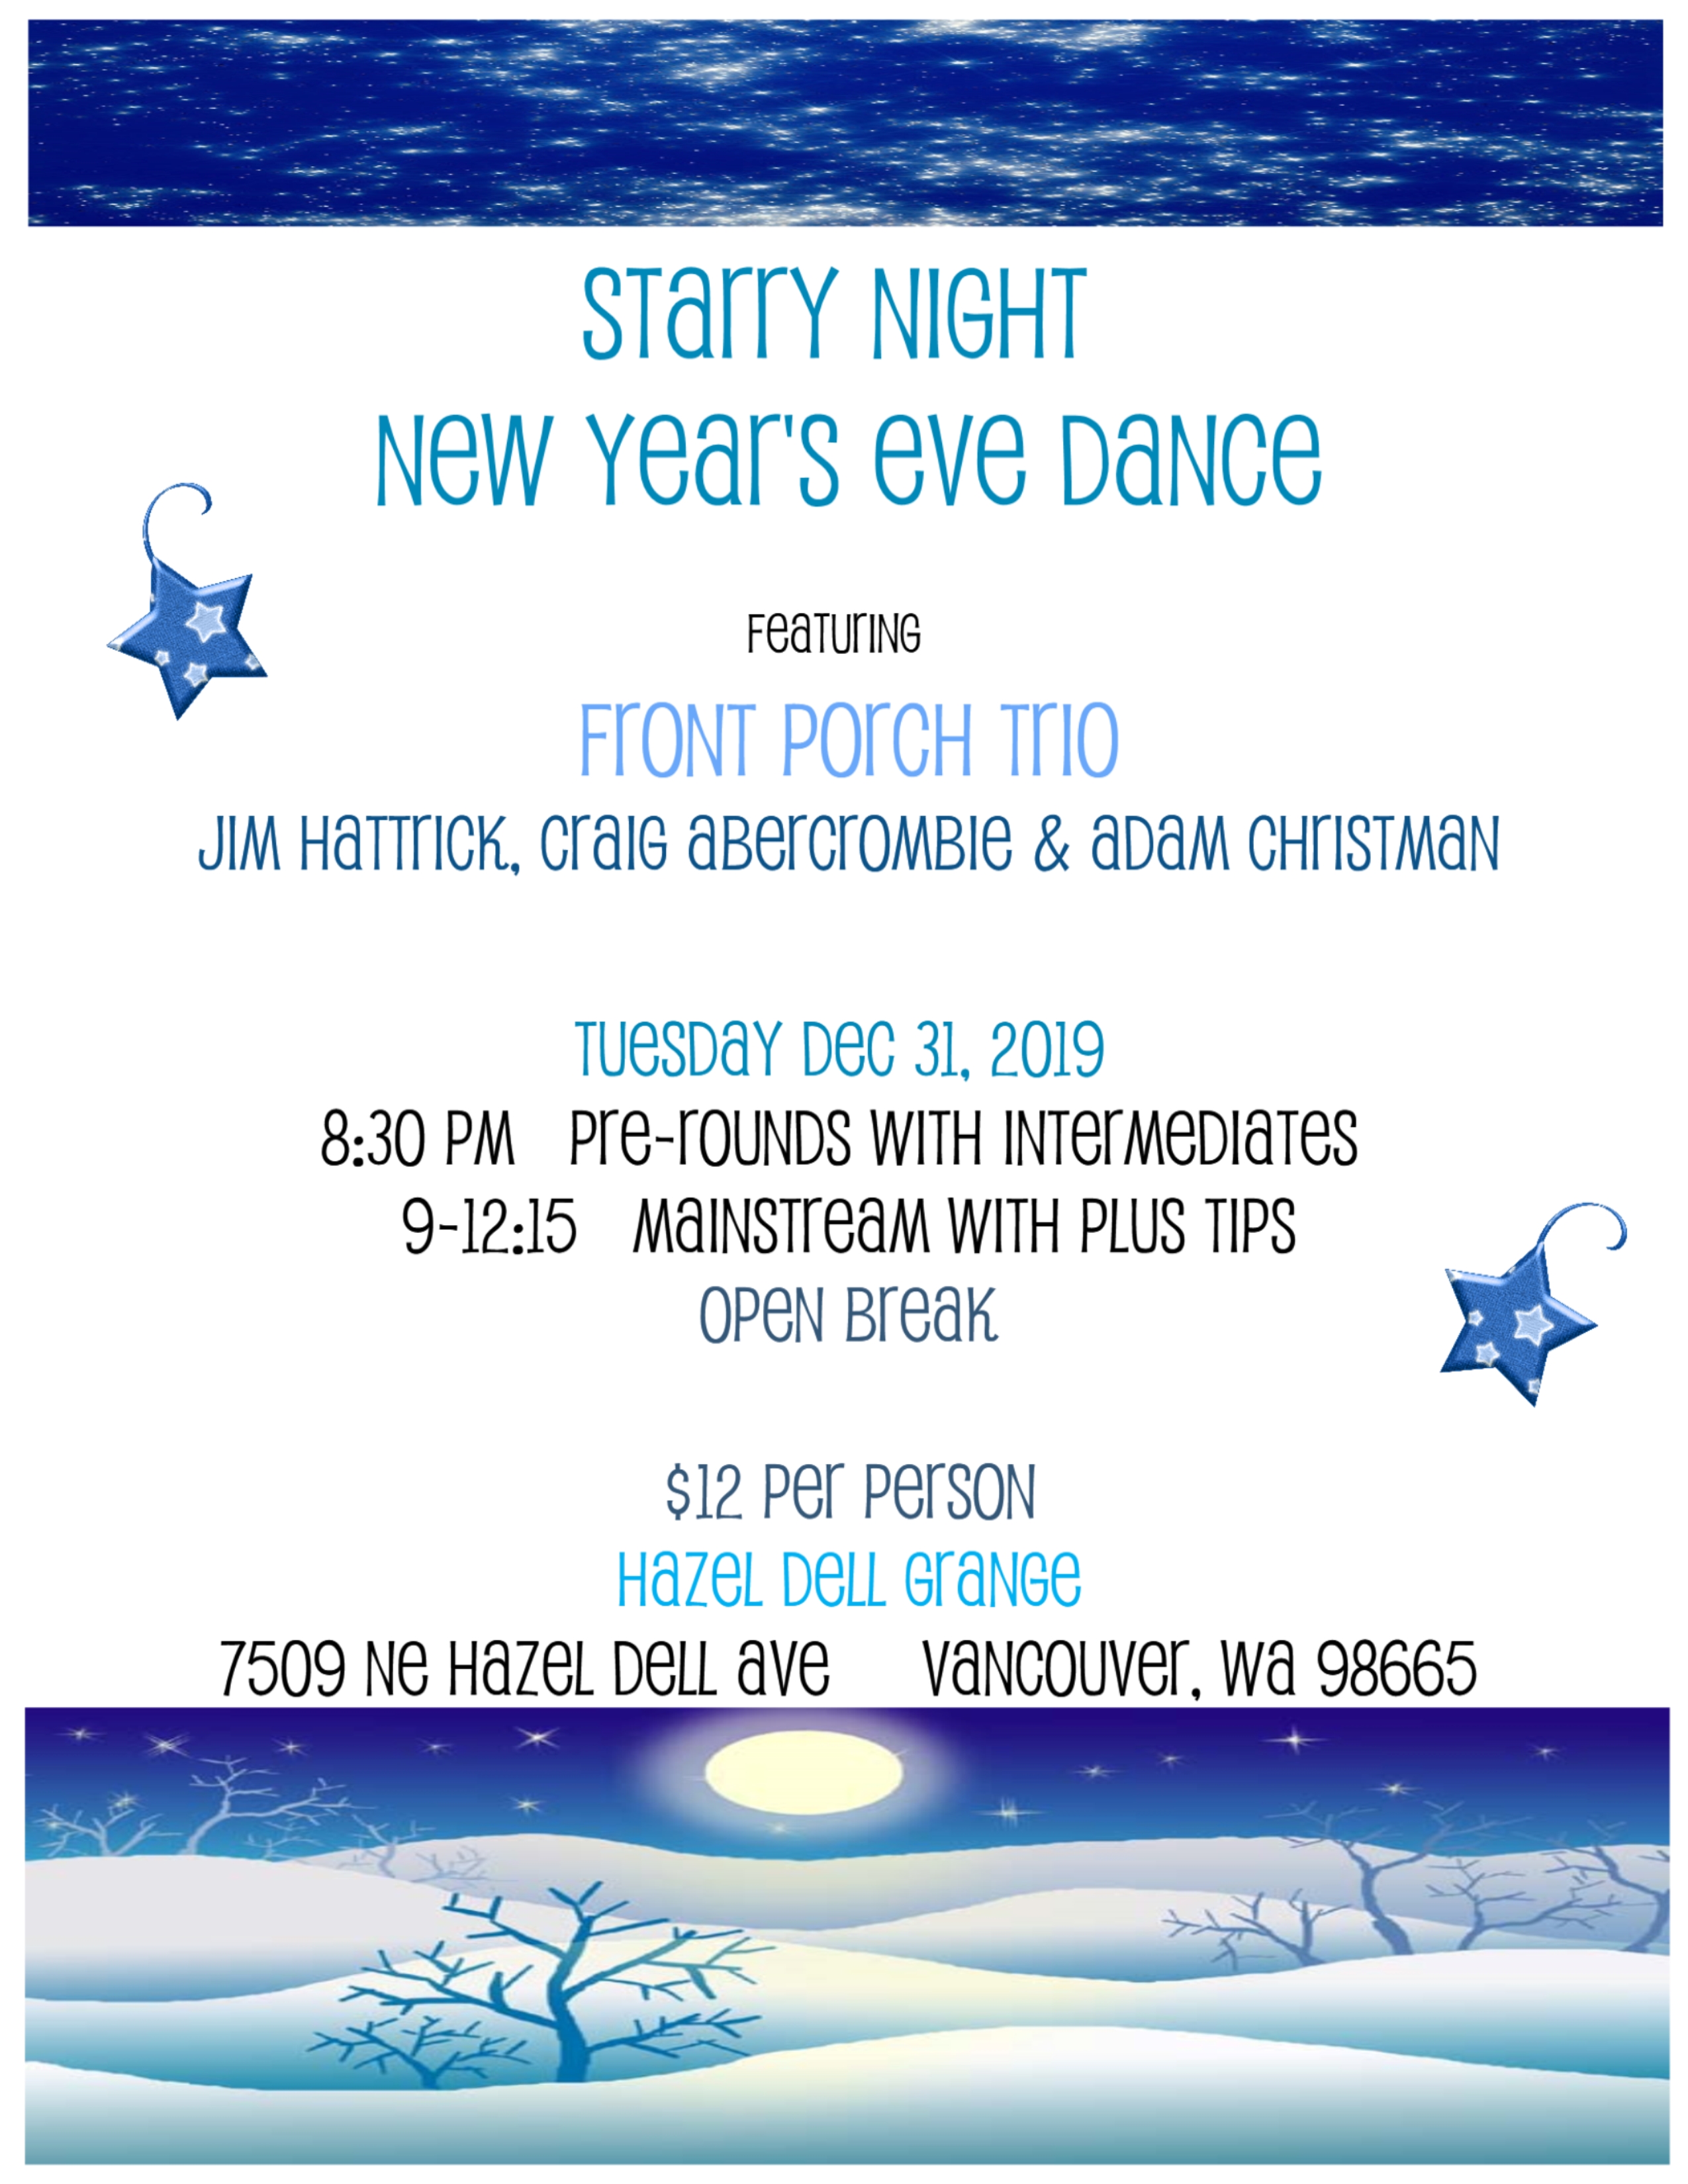 Starry Night
New Year's Eve Dance
Featuring
Front Porch Trio
Jim Hattrick, Craig Abercrombie & Adam Christman
Tuesday Dec 31, 2019
8:30 PM Pre-rounds with Intermediates
9-12:15 Mainstream with Plus tips
Open Break
$12 per person
Hazel Dell Grange
7509 NE Hazel Dell Ave Vancouver, WA 98665